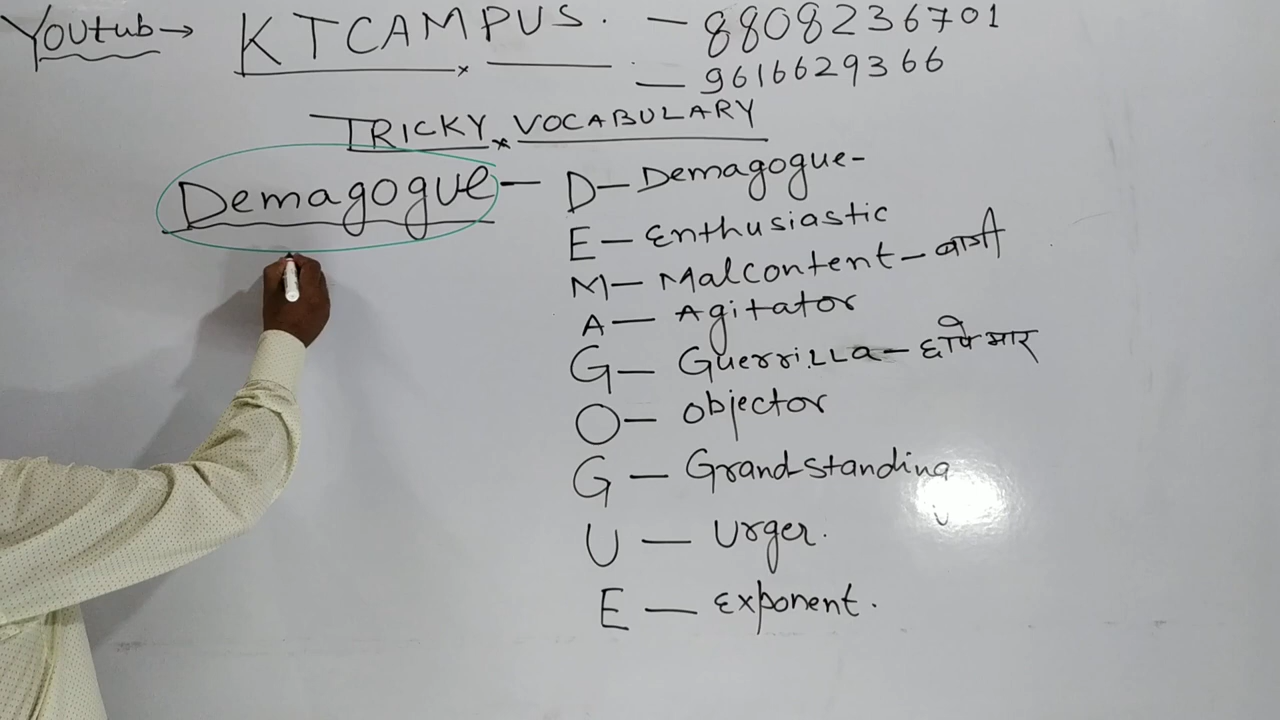 Youtub→ KTCAMPUS. — 8808236701
— 9616629366
TRICKY × VOCABULARY
Demagogue — D — Demagogue -
E — Enthusiastic
M — Malcontent — बागी
A — Agitator
G — Guerrilla — छापेमार
O — objector
G — Grandstanding
U — Urger.
E — Exponent.